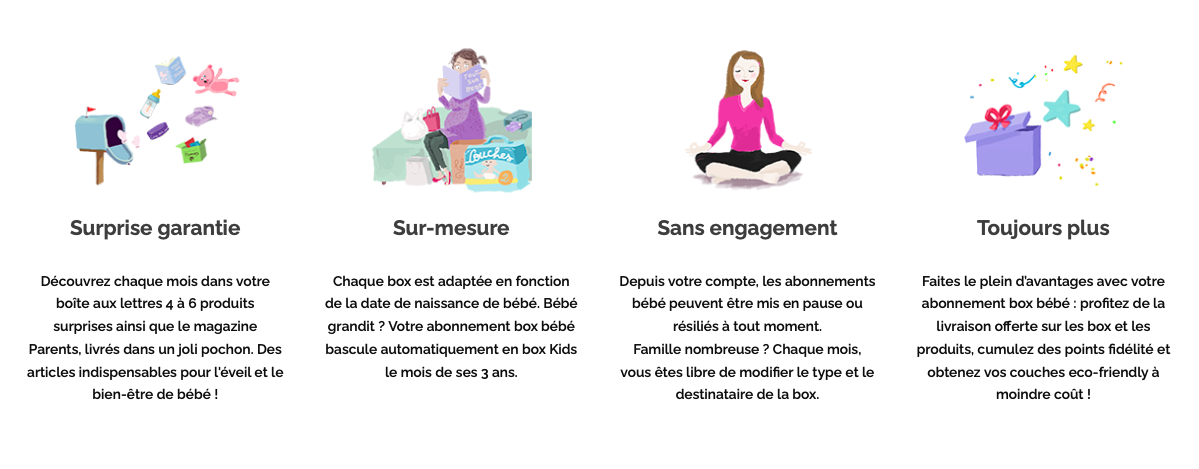 Couches
Surprise garantie
Sur-mesure
Sans engagement
Toujours plus
Découvrez chaque mois dans votre
boîte aux lettres 4 à 6 produits
surprises ainsi que le magazine
Parents, livrés dans un joli pochon. Des
articles indispensables pour l'éveil et le
bien-être de bébé !
Chaque box est adaptée en fonction
de la date de naissance de bébé. Bébé
grandit ? Votre abonnement box bébé
bascule automatiquement en box Kids
le mois de ses 3 ans.
Depuis votre compte, les abonnements
bébé peuvent être mis en pause ou
résiliés à tout moment.
Famille nombreuse ? Chaque mois,
vous êtes libre de modifier le type et le
destinataire de la box.
Faites le plein d'avantages avec votre
abonnement box bébé : profitez de la
livraison offerte sur les box et les
produits, cumulez des points fidélité et
obtenez vos couches eco-friendly à
moindre coût !